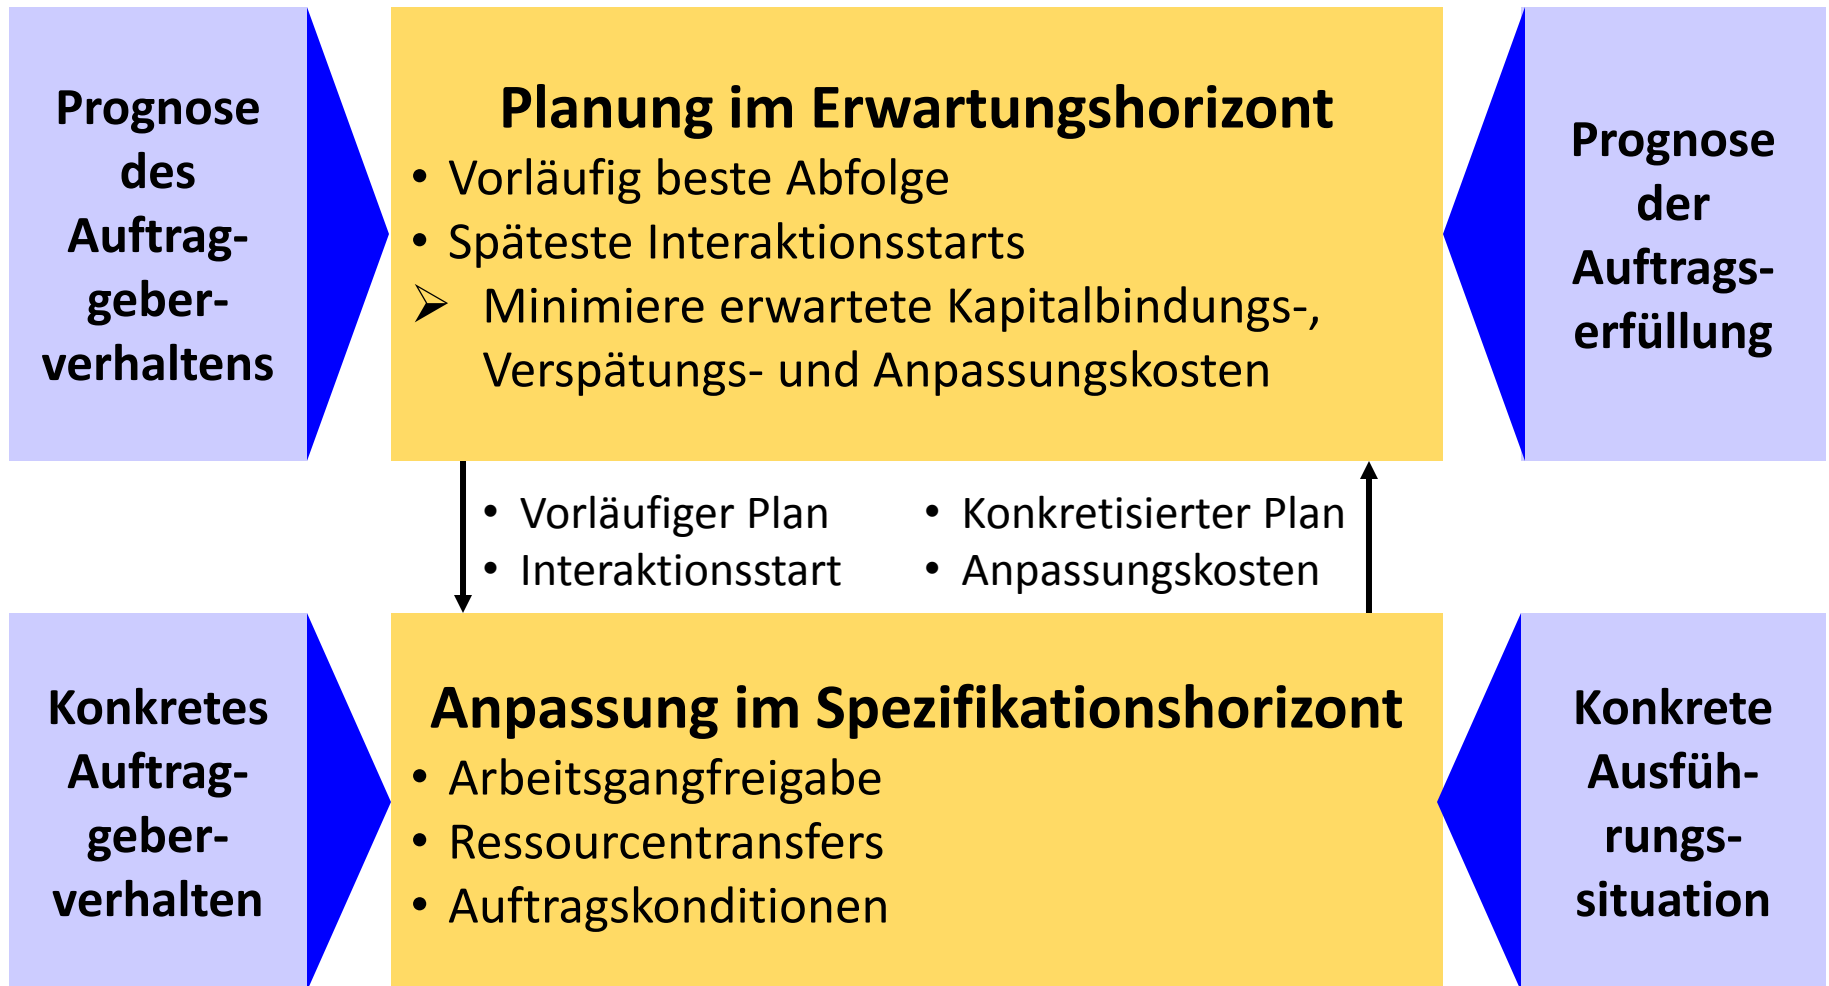 Prognose
des
Auftrag-
geber-
verhaltens
Planung im Erwartungshorizont
• Vorläufig beste Abfolge
• Späteste Interaktionsstarts
➢ Minimiere erwartete Kapitalbindungs-,
Verspätungs- und Anpassungskosten
Prognose
der
Auftrags-
erfüllung
• Vorläufiger Plan
• Interaktionsstart
• Konkretisierter Plan
• Anpassungskosten
Konkretes
Auftrag-
geber-
verhalten
Anpassung im Spezifikationshorizont
• Arbeitsgangfreigabe
• Ressourcentransfers
• Auftragskonditionen
Konkrete
Ausfüh-
rungs-
situation